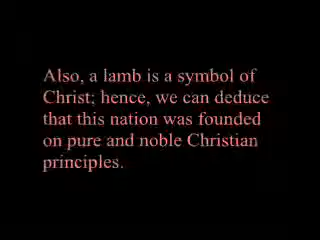 Also, a lamb is a symbol of
Christ; hence, we can deduce
that this nation was founded
on pure and noble Christian
principles.